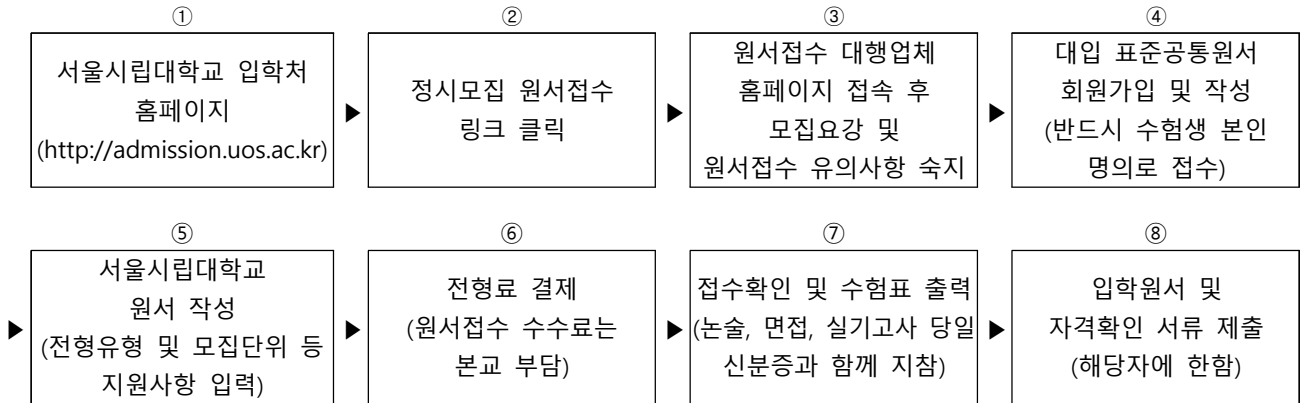 ①
서울시립대학교 입학처
홈페이지
(http://admission.uos.ac.kr)
▶
②
정시모집 원서접수
링크 클릭
▶
③
원서접수 대행업체
홈페이지 접속 후
모집요강 및
원서접수 유의사항 숙지
▶
④
대입 표준공통원서
회원가입 및 작성
(반드시 수험생 본인
명의로 접수)
▶
⑤
서울시립대학교
원서 작성
(전형유형 및 모집단위 등
지원사항 입력)
▶
⑥
전형료 결제
(원서접수 수수료는
본교 부담)
▶
⑦
접수확인 및 수험표 출력
(논술, 면접, 실기고사 당일
신분증과 함께 지참)
▶
⑧
입학원서 및
자격확인 서류 제출
(해당자에 한함)